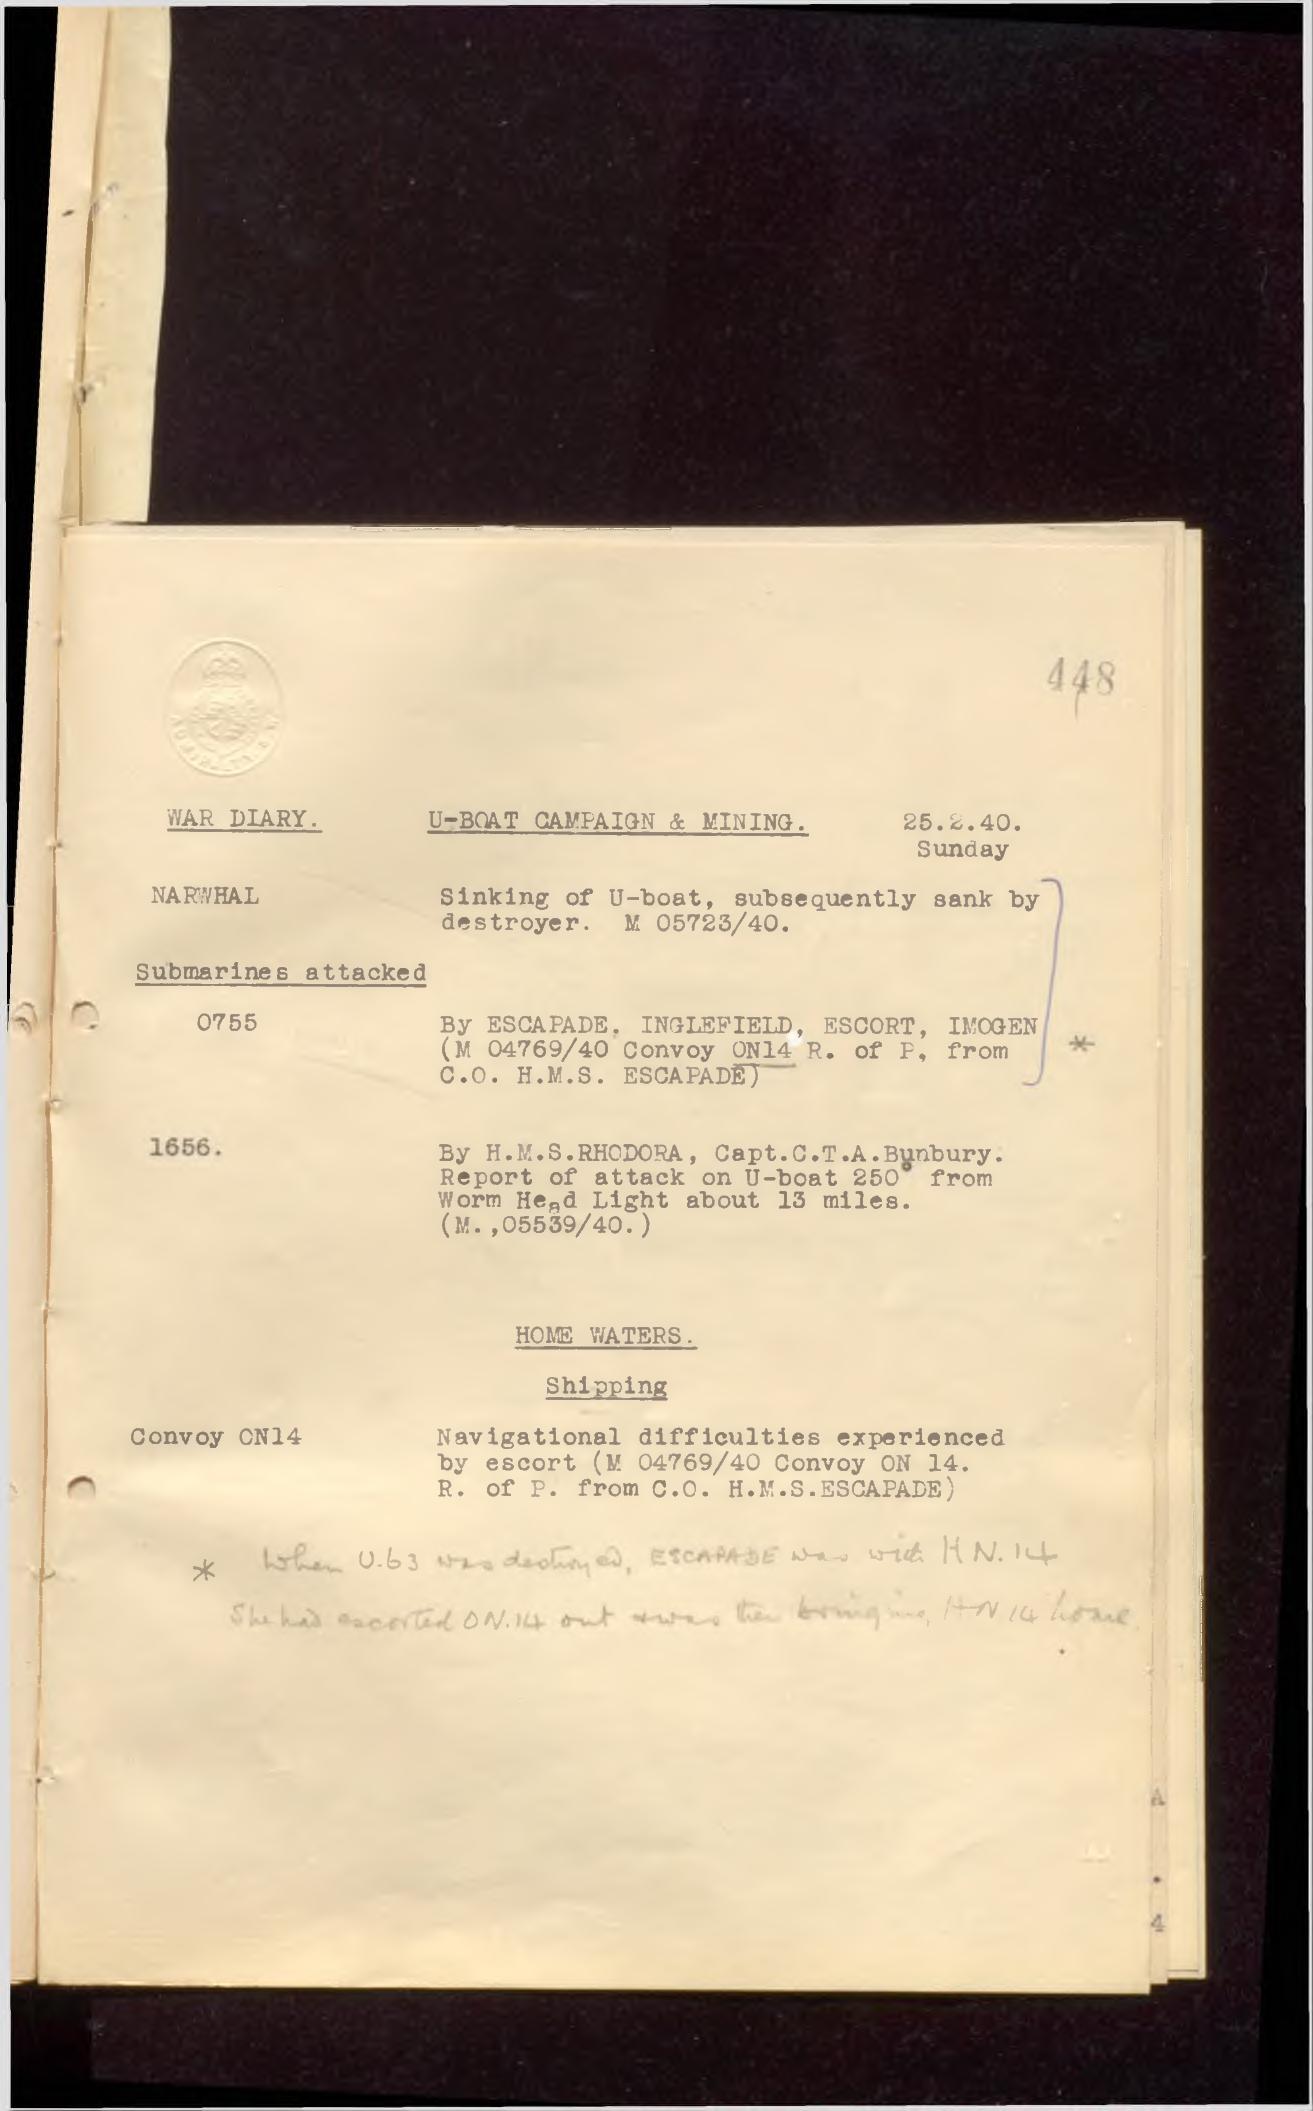 448
WAR DIARY. U-BOAT CAMPAIGN & MINING. 25.2.40.
Sunday
NARWHAL Sinking of U-boat, subsequently sank by
destroyer. M 05723/40.
Submarines attacked
0755 By ESCAPADE. INGLEFIELD, ESCORT, IMOGEN
(M 04769/40 Convoy ON14 R. of P. from *
C.O. H.M.S. ESCAPADE)
1656. By H.M.S.RHODORA, Capt.C.T.A.Bunbury.
Report of attack on U-boat 250° from
Worm Head Light about 13 miles.
(M.,05539/40.)
HOME WATERS.
Shipping
Convoy ON14 Navigational difficulties experienced
by escort (M 04769/40 Convoy ON 14.
R. of P. from C.O. H.M.S.ESCAPADE)
* When U.63 was destroyed, ESCAPADE was with HN.14
She had escorted ON.14 out & was then bringing HN 14 home.
A
.
4